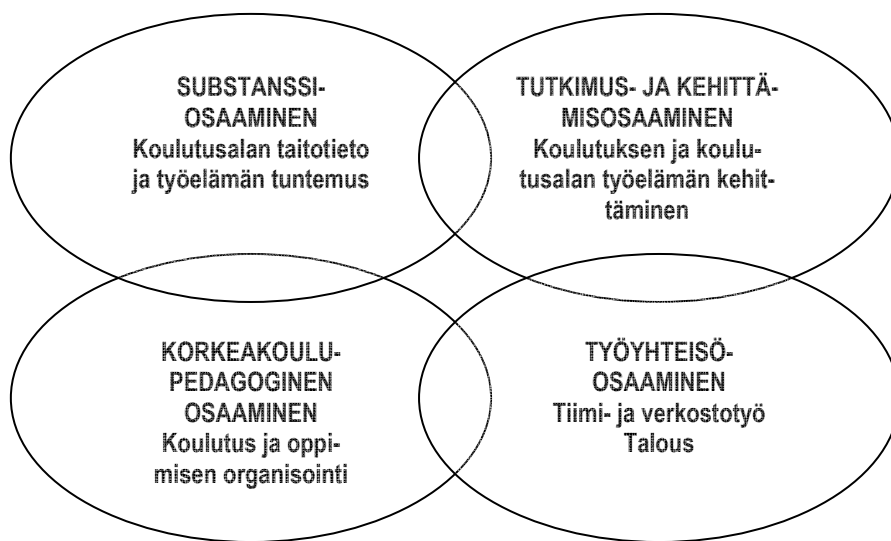 SUBSTANSSI-
OSAAMINEN
Koulutusalan taitotieto
ja työelämän tuntemus
TUTKIMUS- JA KEHITTÄ-
MISOSAAMINEN
Koulutuksen ja koulu-
tusalan työelämän kehit-
täminen
KORKEAKOULU-
PEDAGOGINEN
OSAAMINEN
Koulutus ja oppi-
misen organisointi
TYÖYHTEISÖ-
OSAAMINEN
Tiimi- ja verkostotyö
Talous